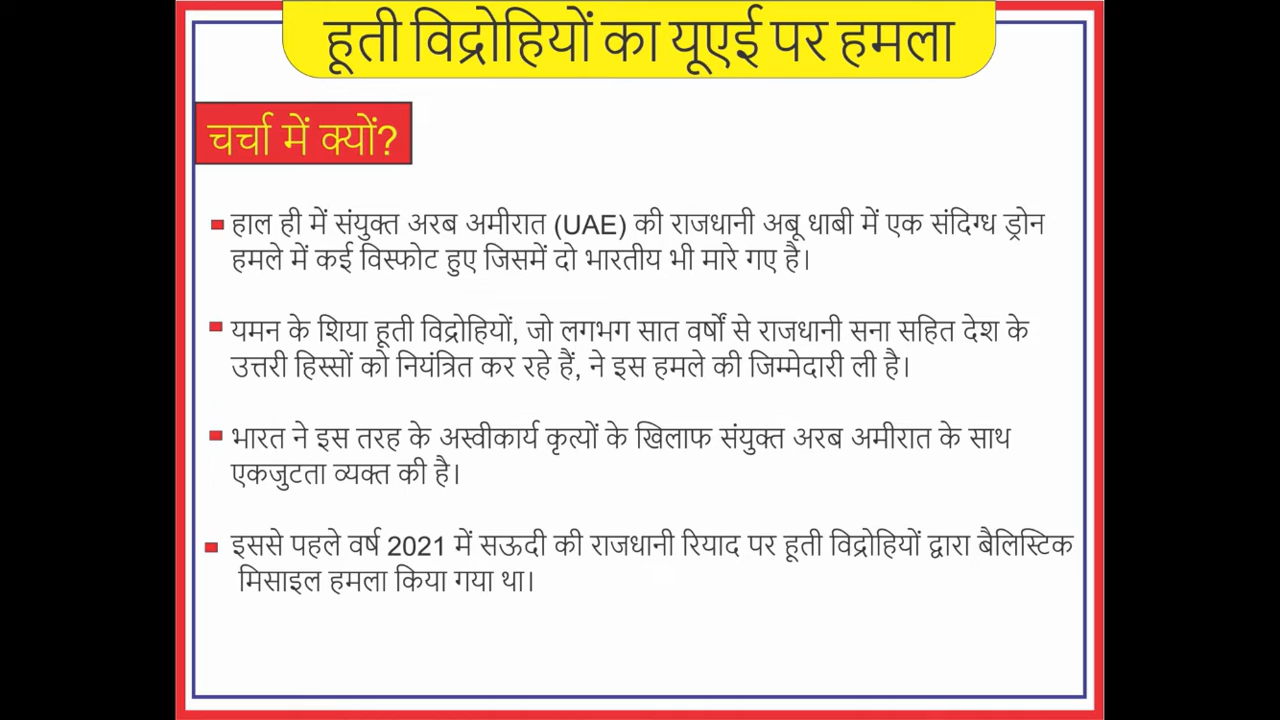 हूती विद्रोहियों का यूएई पर हमला
चर्चा में क्यों?
हाल ही में संयुक्त अरब अमीरात (UAE) की राजधानी अबू धाबी में एक संदिग्ध ड्रोन
हमले में कई विस्फोट हुए जिसमें दो भारतीय भी मारे गए है।
यमन के शिया हूती विद्रोहियों, जो लगभग सात वर्षों से राजधानी सना सहित देश के
उत्तरी हिस्सों को नियंत्रित कर रहे हैं, ने इस हमले की जिम्मेदारी ली है।
भारत ने इस तरह के अस्वीकार्य कृत्यों के खिलाफ संयुक्त अरब अमीरात के साथ
एकजुटता व्यक्त की है।
इससे पहले वर्ष 2021 में सऊदी की राजधानी रियाद पर हूती विद्रोहियों द्वारा बैलिस्टिक
मिसाइल हमला किया गया था।